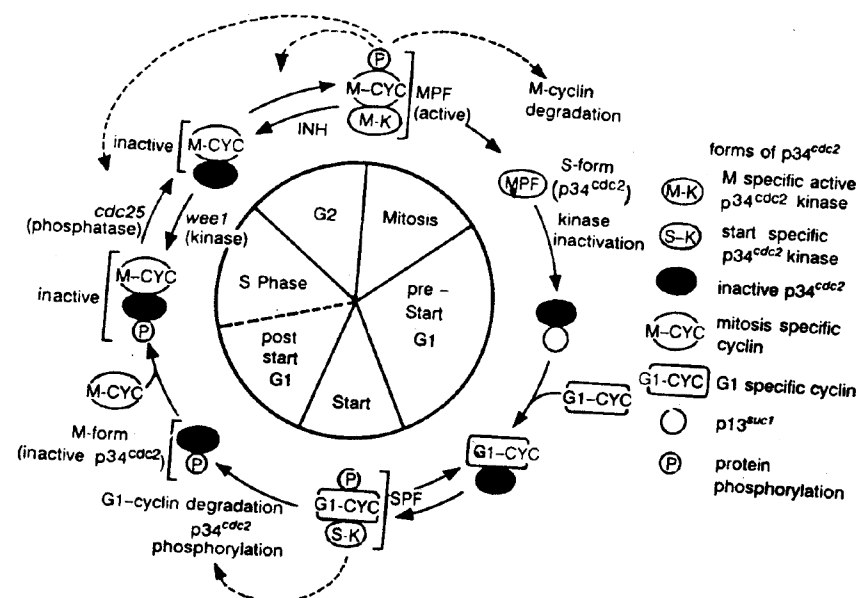 P
M–CYC
M-K
MPF
(active)
M-cyclin
degradation
INH
inactive
M-CYC
cdc25
(phosphatase)
wee1
(kinase)
MPF
S-form
(p34cdc2)
kinase
inactivation
forms of p34cdc2
M-K
M specific active
p34cdc2 kinase
S–K
start specific
p34cdc2 kinase
inactive p34cdc2
M–CYC
mitosis specific
cyclin
G1-CYC
G1 specific cyclin
p13suc1
P
protein
phosphorylation
G2
Mitosis
S Phase
pre –
Start
G1
post
start
G1
Start
inactive
M–CYC
P
M–CYC
M-form
(inactive p34cdc2)
P
G1–CYC
G1–CYC
P
G1-CYC
S-K
SPF
G1–cyclin degradation
p34cdc2
phosphorylation